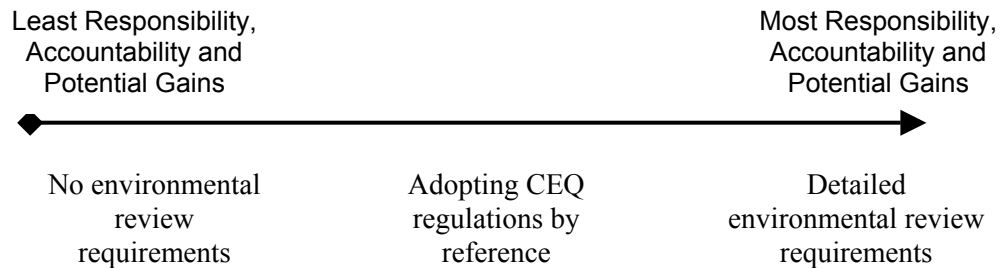 Least Responsibility,
Accountability and
Potential Gains
Most Responsibility,
Accountability and
Potential Gains
No environmental
review
requirements
Adopting CEQ
regulations by
reference
Detailed
environmental review
requirements